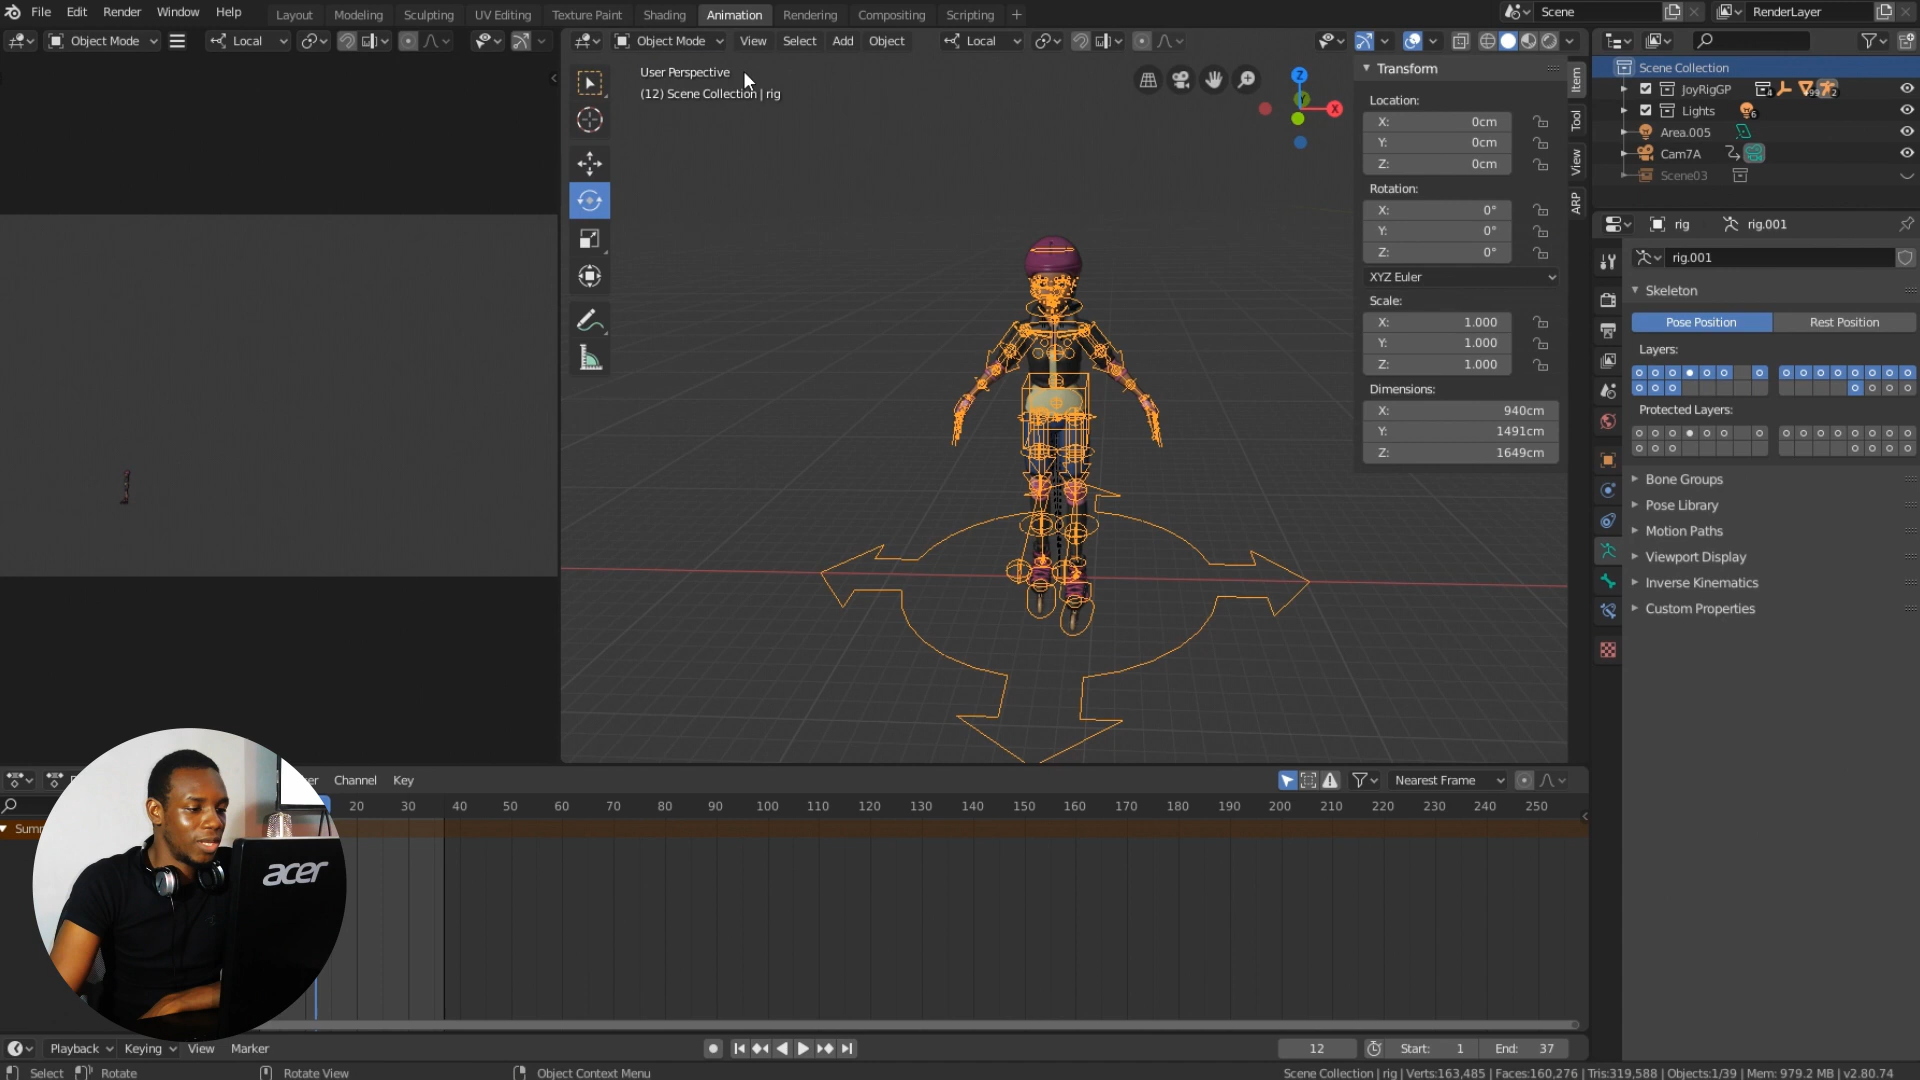 File Edit Render Window Help
Layout Modeling Sculpting UV Editing Texture Paint Shading Animation Rendering Compositing Scripting +
Scene
RenderLayer
Object Mode
Local
Object Mode View Select Add Object
Local
User Perspective
(12) Scene Collection | rig
Z
Y
X
Transform
Location:
X: 0cm
Y: 0cm
Z: 0cm
Rotation:
X: 0°
Y: 0°
Z: 0°
XYZ Euler
Scale:
X: 1.000
Y: 1.000
Z: 1.000
Dimensions:
X: 940cm
Y: 1491cm
Z: 1649cm
Item
Tool
View
ARP
Scene Collection
JoyRigGP
Lights
Area.005
Cam7A
Scene03
rig
rig.001
rig.001
Skeleton
Pose Position Rest Position
Layers:
Protected Layers:
Bone Groups
Pose Library
Motion Paths
Viewport Display
Inverse Kinematics
Custom Properties
Channel Key
Nearest Frame
20 30 40 50 60 70 80 90 100 110 120 130 140 150 160 170 180 190 200 210 220 230 240 250
acer
Playback Keying View Marker
12
Start: 1
End: 37
Select Rotate Rotate View Object Context Menu
Scene Collection | rig | Verts:163,485 | Faces:160,276 | Tris:319,588 | Objects:1/39 | Mem: 979.2 MB | v2.80.74